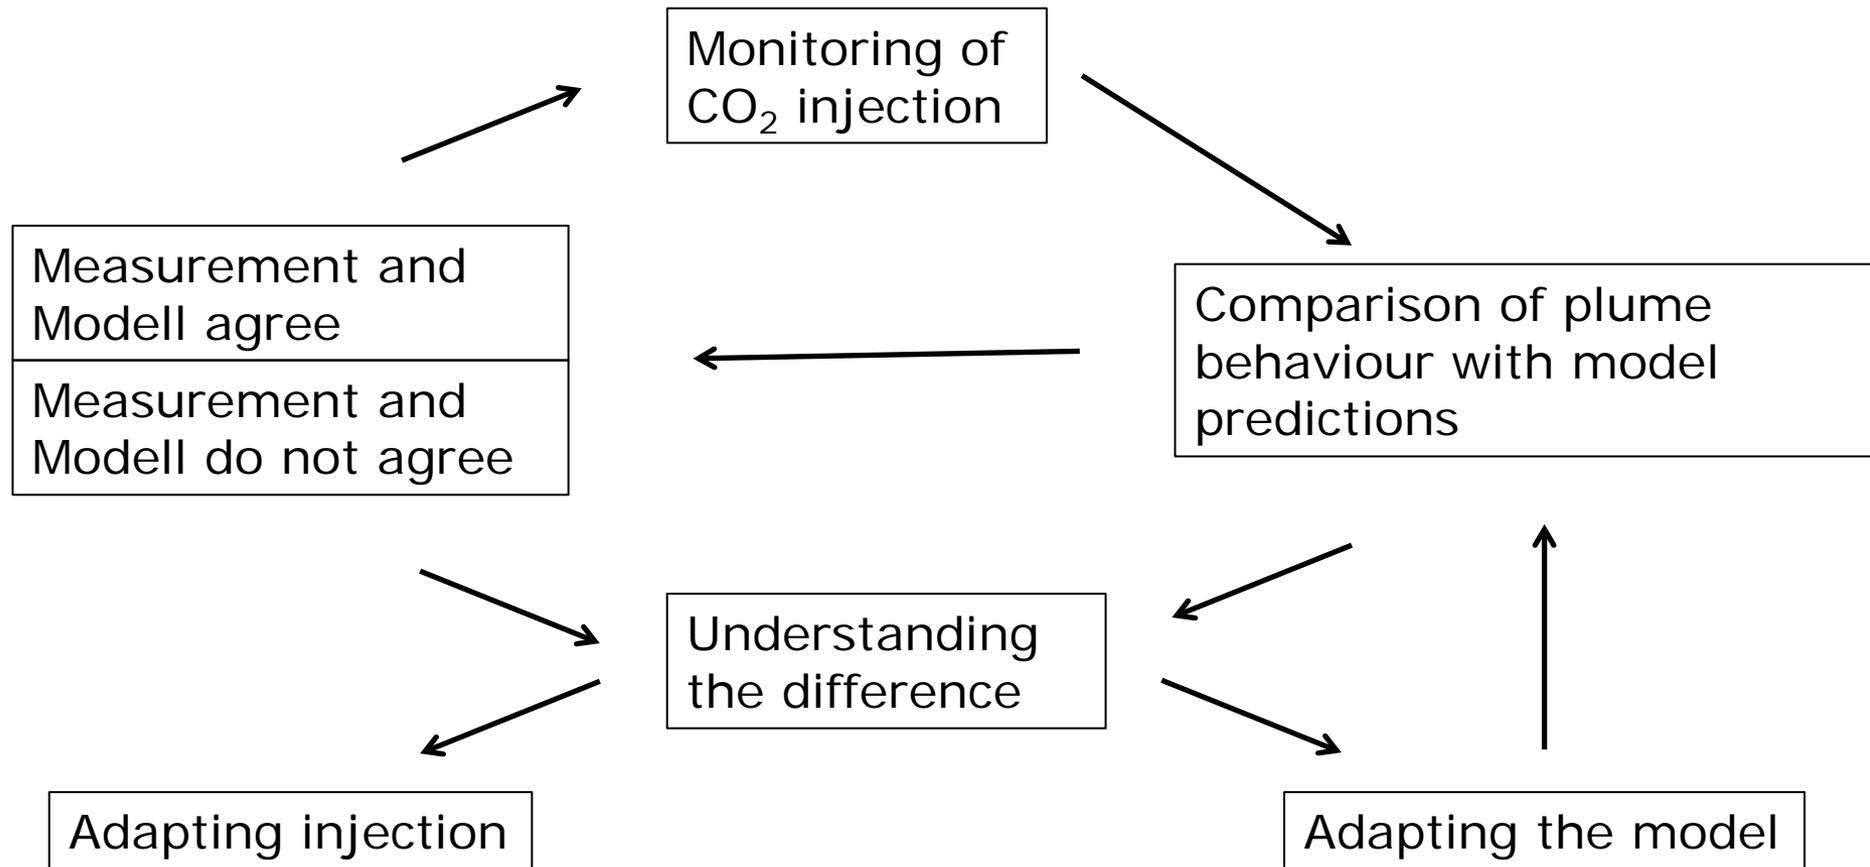 Monitoring of
CO₂ injection
Measurement and
Modell agree
Measurement and
Modell do not agree
Comparison of plume
behaviour with model
predictions
Understanding
the difference
Adapting injection
Adapting the model